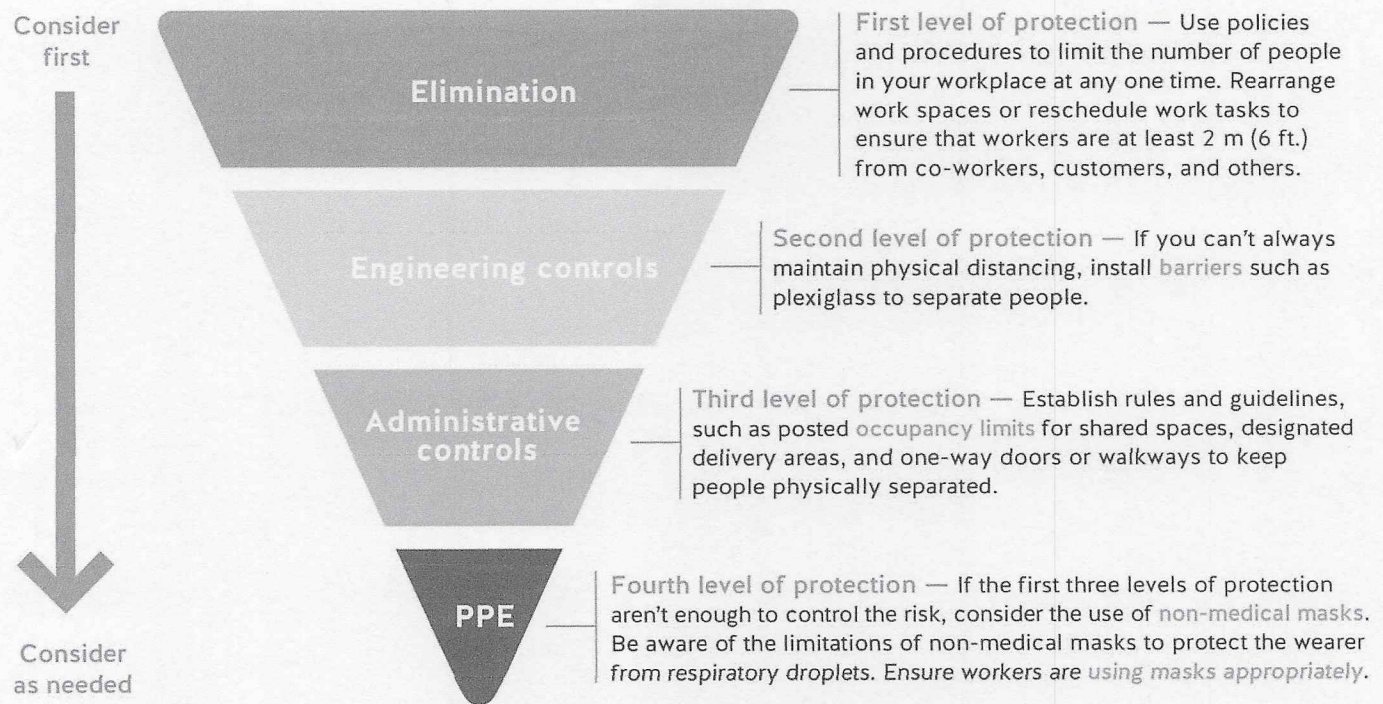 Consider
first
Elimination
First level of protection — Use policies
and procedures to limit the number of people
in your workplace at any one time. Rearrange
work spaces or reschedule work tasks to
ensure that workers are at least 2 m (6 ft.)
from co-workers, customers, and others.
Engineering controls
Second level of protection — If you can't always
maintain physical distancing, install barriers such as
plexiglass to separate people.
Administrative
controls
Third level of protection — Establish rules and guidelines,
such as posted occupancy limits for shared spaces, designated
delivery areas, and one-way doors or walkways to keep
people physically separated.
PPE
Fourth level of protection — If the first three levels of protection
aren't enough to control the risk, consider the use of non-medical masks.
Be aware of the limitations of non-medical masks to protect the wearer
from respiratory droplets. Ensure workers are using masks appropriately.
Consider
as needed